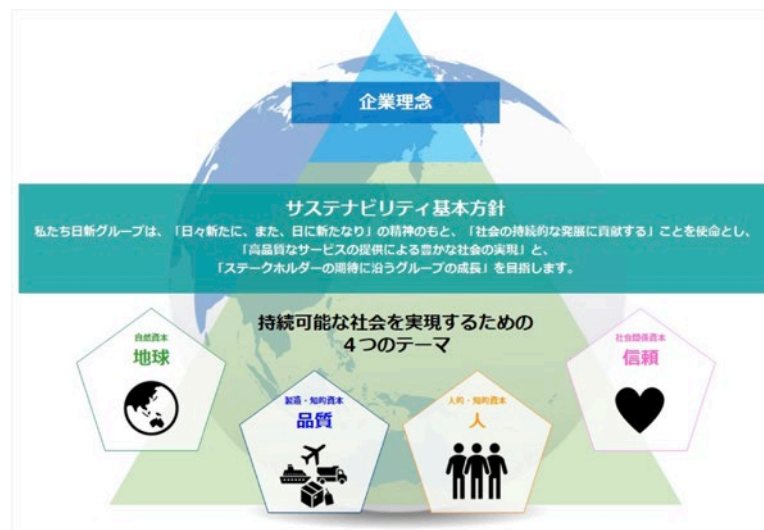 企業理念
サステナビリティ基本方針
私たち日新グループは、「日々新たに、また、日に新たなり」の精神のもと、「社会の持続的な発展に貢献する」ことを使命とし、
「高品質なサービスの提供による豊かな社会の実現」と、
「ステークホルダーの期待に沿うグループの成長」を目指します。
持続可能な社会を実現するための
４つのテーマ
自然資本
地球
製造・知的資本
品質
人的・知的資本
人
社会関係資本
信頼